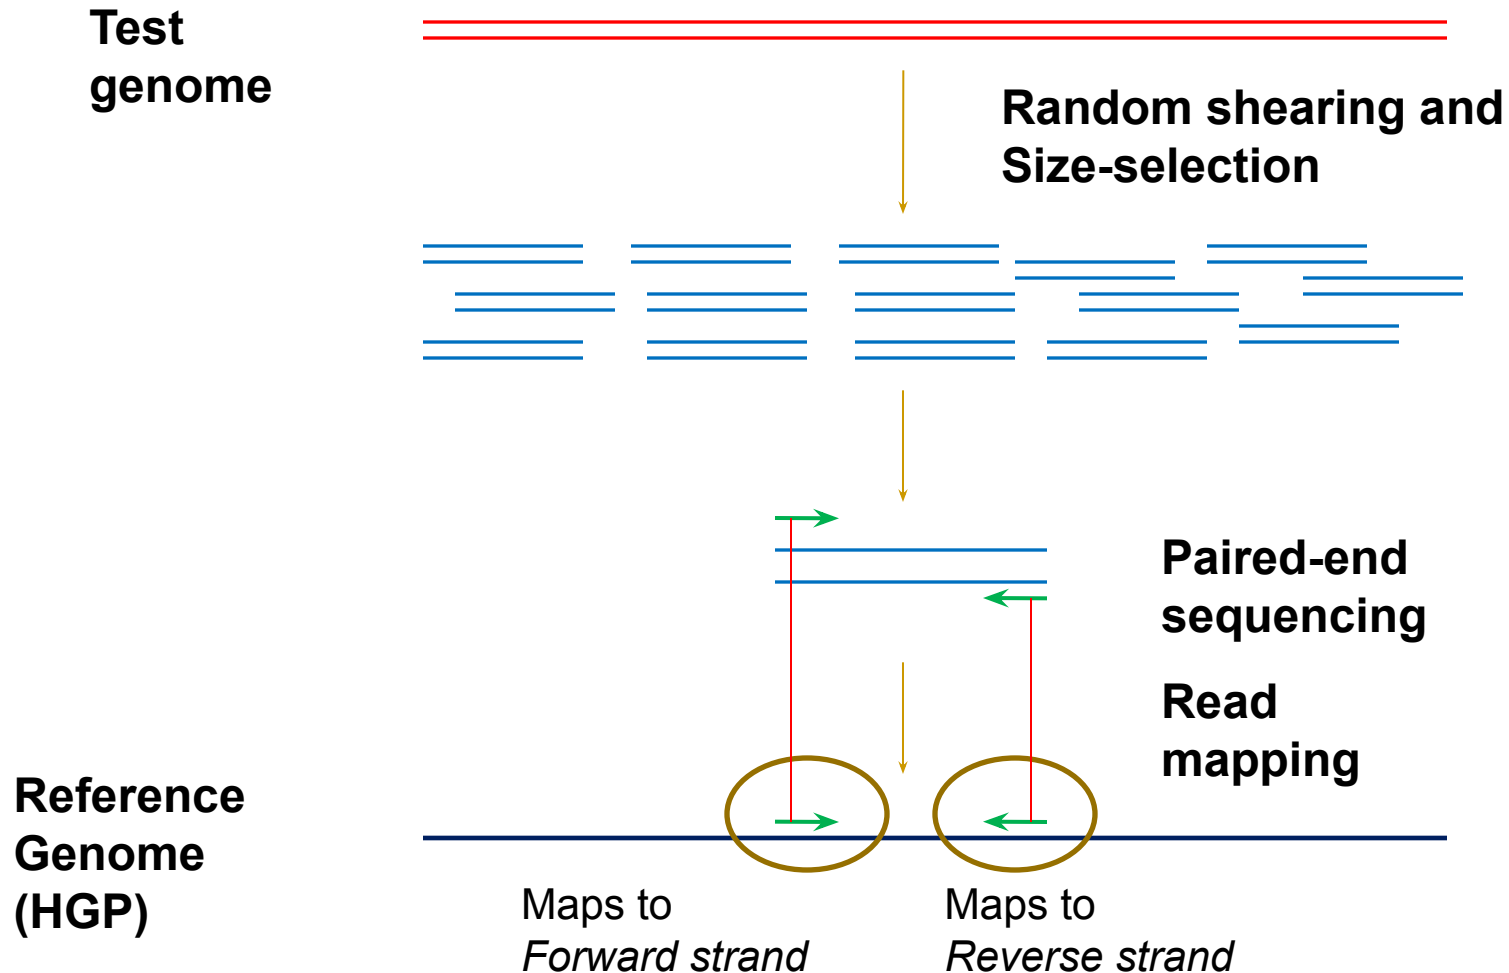 Test
genome
Random shearing and
Size-selection
Paired-end
sequencing
Read
mapping
Reference
Genome
(HGP)
Maps to
Forward strand
Maps to
Reverse strand